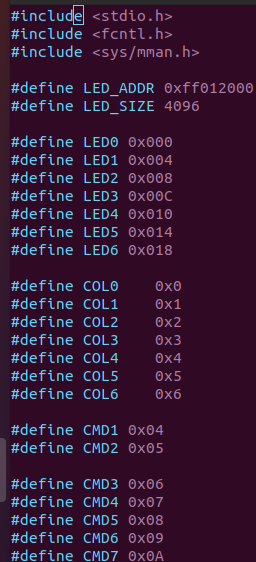 #include <stdio.h>
#include <fcntl.h>
#include <sys/mman.h>
#define LED_ADDR 0xff012000
#define LED_SIZE 4096
#define LED0 0x000
#define LED1 0x004
#define LED2 0x008
#define LED3 0x00C
#define LED4 0x010
#define LED5 0x014
#define LED6 0x018
#define COL0 0x0
#define COL1 0x1
#define COL2 0x2
#define COL3 0x3
#define COL4 0x4
#define COL5 0x5
#define COL6 0x6
#define CMD1 0x04
#define CMD2 0x05
#define CMD3 0x06
#define CMD4 0x07
#define CMD5 0x08
#define CMD6 0x09
#define CMD7 0x0A